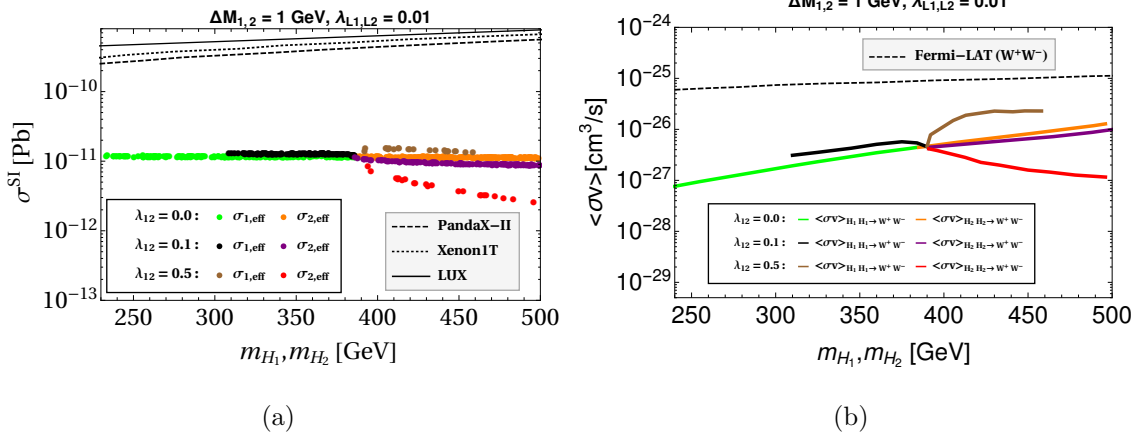 ΔM₁,₂ = 1 GeV, λL1,L2 = 0.01
10⁻¹⁰
10⁻¹¹
10⁻¹²
10⁻¹³
σ^SI [Pb]
λ₁₂ = 0.0 : σ₁,eff σ₂,eff
λ₁₂ = 0.1 : σ₁,eff σ₂,eff
λ₁₂ = 0.5 : σ₁,eff σ₂,eff
PandaX−II
Xenon1T
LUX
250 300 350 400 450 500
m_H₁, m_H₂ [GeV]
(a)
ΔM₁,₂ = 1 GeV, λL1,L2 = 0.01
Fermi−LAT (W⁺W⁻)
10⁻²⁴
10⁻²⁵
10⁻²⁶
10⁻²⁷
10⁻²⁸
10⁻²⁹
<σv>[cm³/s]
λ₁₂ = 0.0 : <σv>H₁ H₁→W⁺ W⁻ <σv>H₂ H₂→W⁺ W⁻
λ₁₂ = 0.1 : <σv>H₁ H₁→W⁺ W⁻ <σv>H₂ H₂→W⁺ W⁻
λ₁₂ = 0.5 : <σv>H₁ H₁→W⁺ W⁻ <σv>H₂ H₂→W⁺ W⁻
250 300 350 400 450 500
m_H₁, m_H₂ [GeV]
(b)